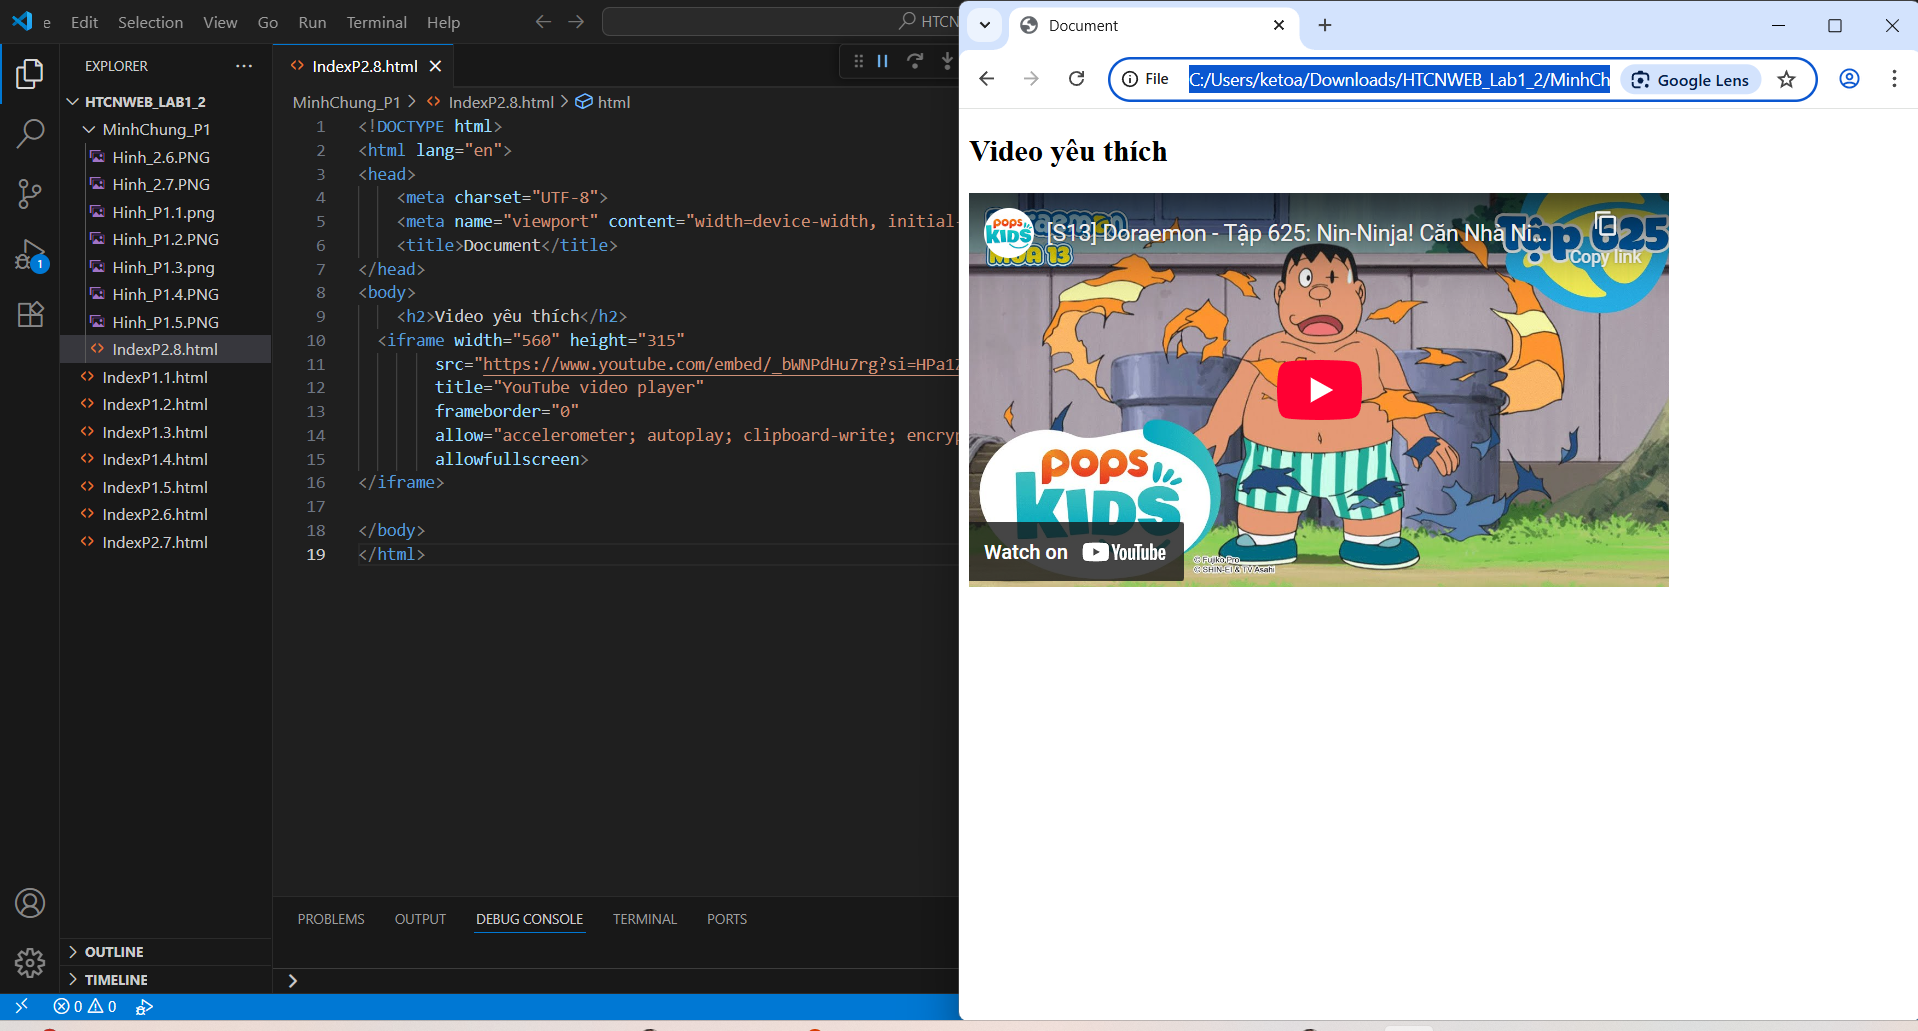 e Edit Selection View Go Run Terminal Help
HTCN
EXPLORER
HTCNWEB_LAB1_2
MinhChung_P1
Hinh_2.6.PNG
Hinh_2.7.PNG
Hinh_P1.1.png
Hinh_P1.2.PNG
Hinh_P1.3.png
Hinh_P1.4.PNG
Hinh_P1.5.PNG
IndexP2.8.html
IndexP1.1.html
IndexP1.2.html
IndexP1.3.html
IndexP1.4.html
IndexP1.5.html
IndexP2.6.html
IndexP2.7.html
OUTLINE
TIMELINE
1
0 0
IndexP2.8.html
MinhChung_P1 > IndexP2.8.html > html
1 <!DOCTYPE html>
2 <html lang="en">
3 <head>
4 <meta charset="UTF-8">
5 <meta name="viewport" content="width=device-width, initial-
6 <title>Document</title>
7 </head>
8 <body>
9 <h2>Video yêu thích</h2>
10 <iframe width="560" height="315"
11 src="https://www.youtube.com/embed/_bWNPdHu7rg?si=HPa1Z
12 title="YouTube video player"
13 frameborder="0"
14 allow="accelerometer; autoplay; clipboard-write; encryp
15 allowfullscreen>
16 </iframe>
17
18 </body>
19 </html>
PROBLEMS OUTPUT DEBUG CONSOLE TERMINAL PORTS
Document
File C:/Users/ketoa/Downloads/HTCNWEB_Lab1_2/MinhCh Google Lens
Video yêu thích
pops KIDS
[S13] Doraemon - Tập 625: Nin-Ninja! Căn Nhà Ni...
Copy link
Doraemon
MÙA 13
Tập 625
pops
KIDS
Watch on YouTube
© Fujiko-Pro
© SHIN-EI & TV Asahi